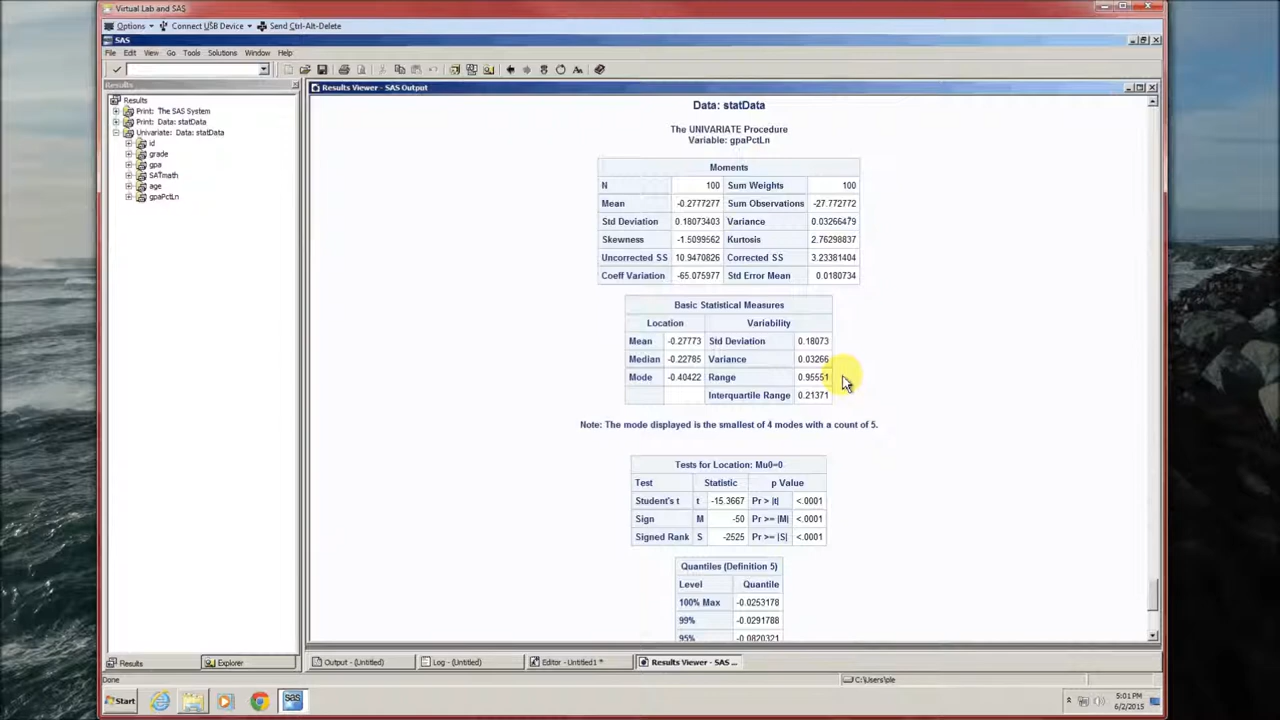 Virtual Lab and SAS
Options Connect USB Device Send Ctrl-Alt-Delete
SAS
File Edit View Go Tools Solutions Window Help
Results
Results Viewer - SAS Output
Results
Print: The SAS System
Print: Data: statData
Univariate: Data: statData
id
grade
gpa
SATmath
age
gpaPctLn
Data: statData
The UNIVARIATE Procedure
Variable: gpaPctLn
Moments
N 100 Sum Weights 100
Mean -0.2777277 Sum Observations -27.772772
Std Deviation 0.18073403 Variance 0.03266479
Skewness -1.5099562 Kurtosis 2.76298837
Uncorrected SS 10.9470826 Corrected SS 3.23381404
Coeff Variation -65.075977 Std Error Mean 0.0180734
Basic Statistical Measures
Location Variability
Mean -0.27773 Std Deviation 0.18073
Median -0.22785 Variance 0.03266
Mode -0.40422 Range 0.95551
Interquartile Range 0.21371
Note: The mode displayed is the smallest of 4 modes with a count of 5.
Tests for Location: Mu0=0
Test Statistic p Value
Student's t t -15.3667 Pr > |t| <.0001
Sign M -50 Pr >= |M| <.0001
Signed Rank S -2525 Pr >= |S| <.0001
Quantiles (Definition 5)
Level Quantile
100% Max -0.0253178
99% -0.0291788
95% -0.0820321
Results Explorer Output - (Untitled) Log - (Untitled) Editor - Untitled1 * Results Viewer - SAS ...
Done C:\Users\ple
Start sas 5:01 PM
6/2/2015